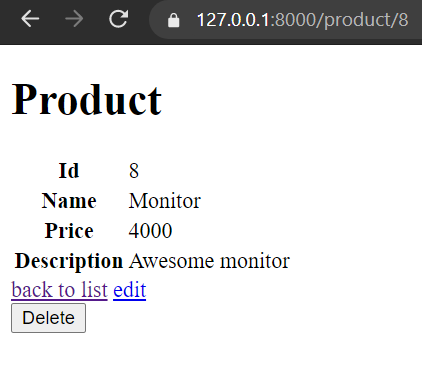 127.0.0.1:8000/product/8
Product
Id 8
Name Monitor
Price 4000
Description Awesome monitor
back to list edit
Delete